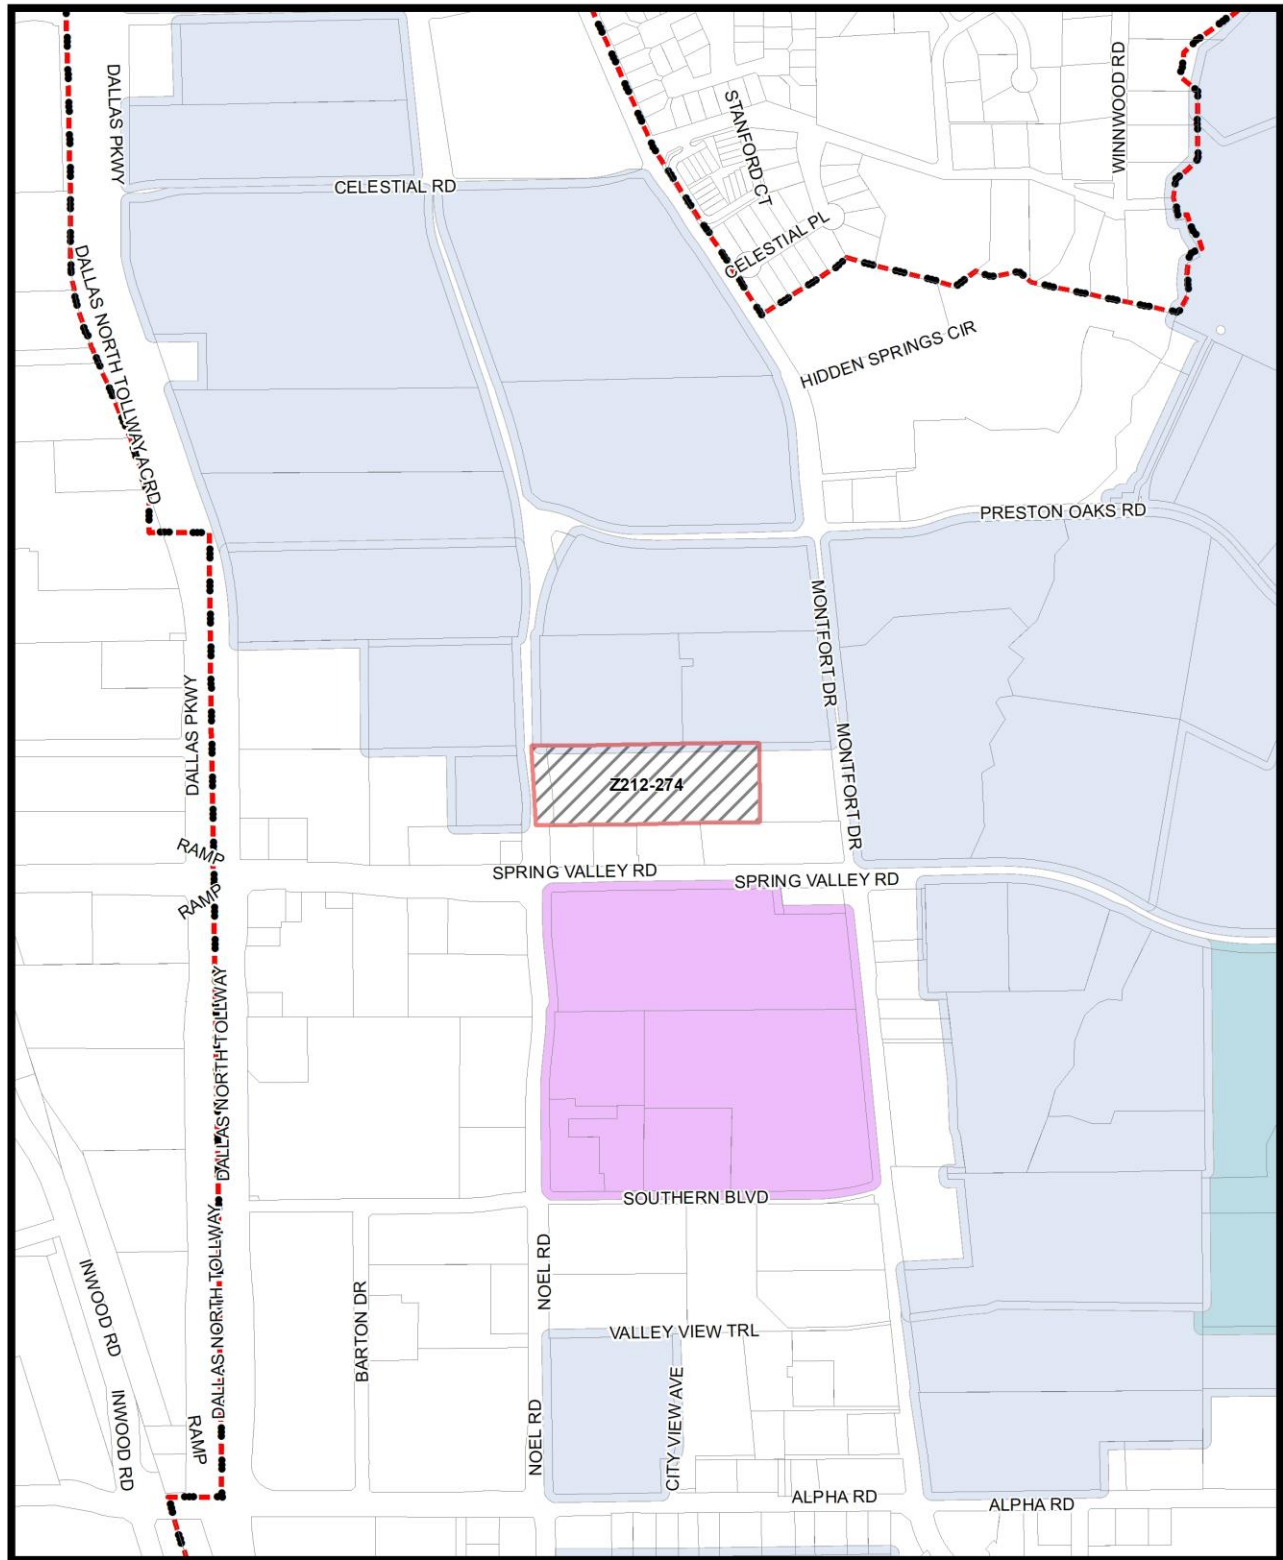 DALLAS PKWY
STANFORD CT
WINNWOOD RD
CELESTIAL RD
CELESTIAL PL
DALLAS NORTH TOLLWAY ACRD
HIDDEN SPRINGS CIR
PRESTON OAKS RD
MONTFORT DR
DALLAS PKWY
MONTFORT DR
Z212-274
RAMP
SPRING VALLEY RD
SPRING VALLEY RD
RAMP
DALLAS NORTH TOLLWAY
DALLAS NORTH TOLLWAY
SOUTHERN BLVD
NOEL RD
INWOOD RD
BARTON DR
VALLEY VIEW TRL
CITY VIEW AVE
INWOOD RD
RAMP
NOEL RD
ALPHA RD
ALPHA RD